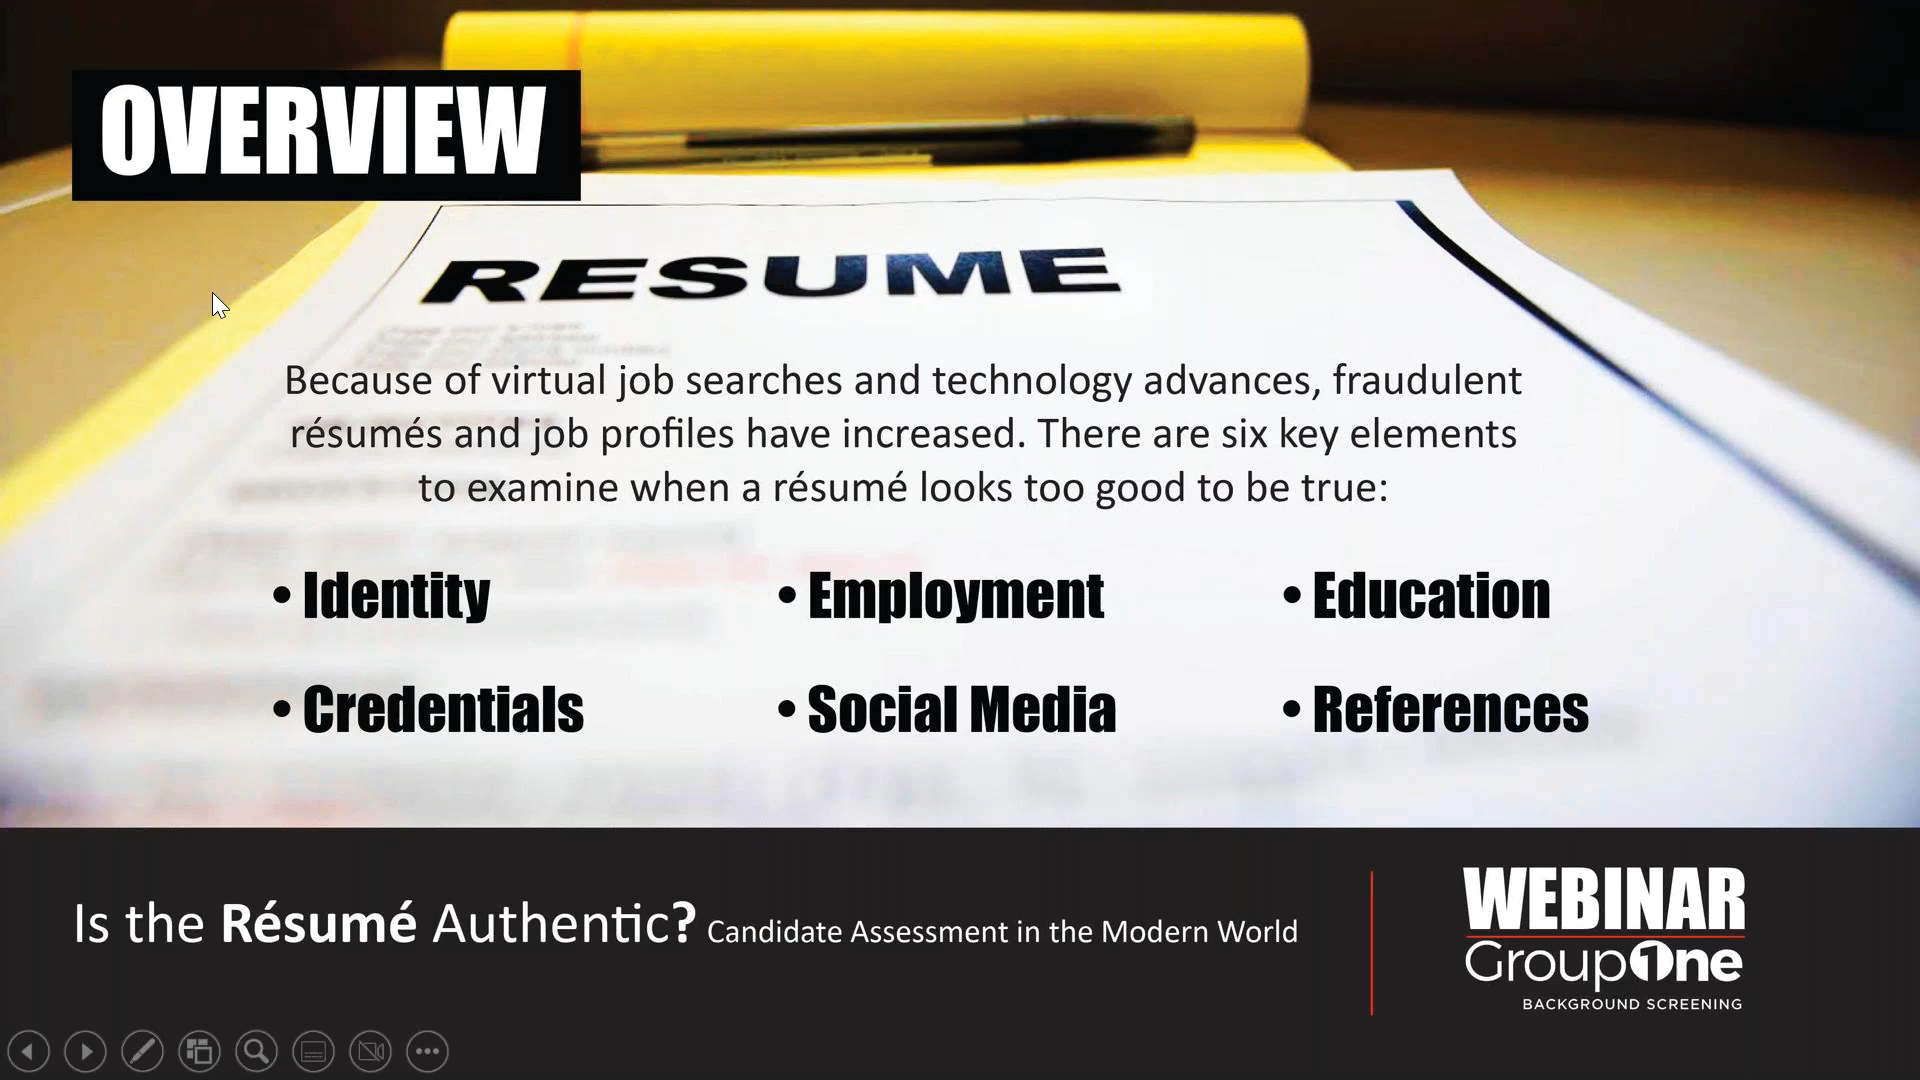 OVERVIEW
RESUME
Because of virtual job searches and technology advances, fraudulent
résumés and job profiles have increased. There are six key elements
to examine when a résumé looks too good to be true:
• Identity
• Employment
• Education
• Credentials
• Social Media
• References
Is the Résumé Authentic? Candidate Assessment in the Modern World
WEBINAR
GroupOne
BACKGROUND SCREENING